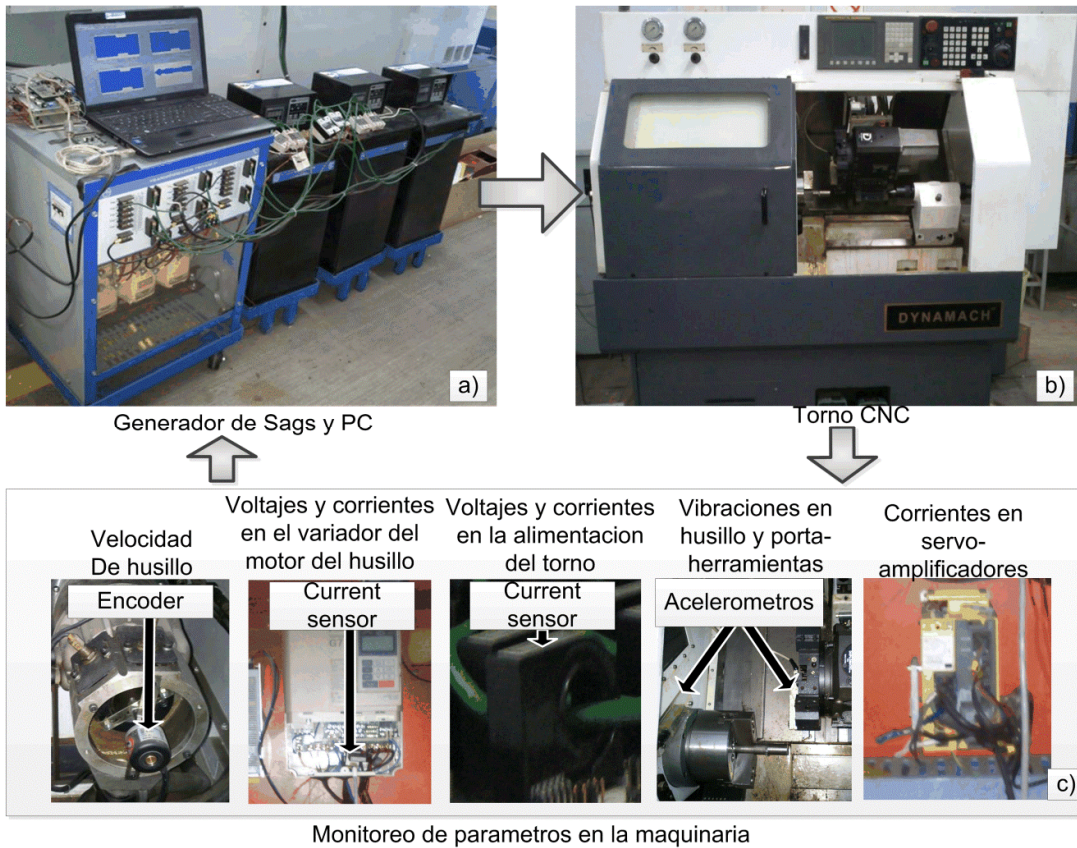 a)
DYNAMACH
b)
Generador de Sags y PC
Torno CNC
Velocidad
De husillo
Encoder
Voltajes y corrientes
en el variador del
motor del husillo
Current
sensor
Voltajes y corrientes
en la alimentacion
del torno
Current
sensor
Vibraciones en
husillo y porta-
herramientas
Acelerometros
Corrientes en
servo-
amplificadores
c)
Monitoreo de parametros en la maquinaria